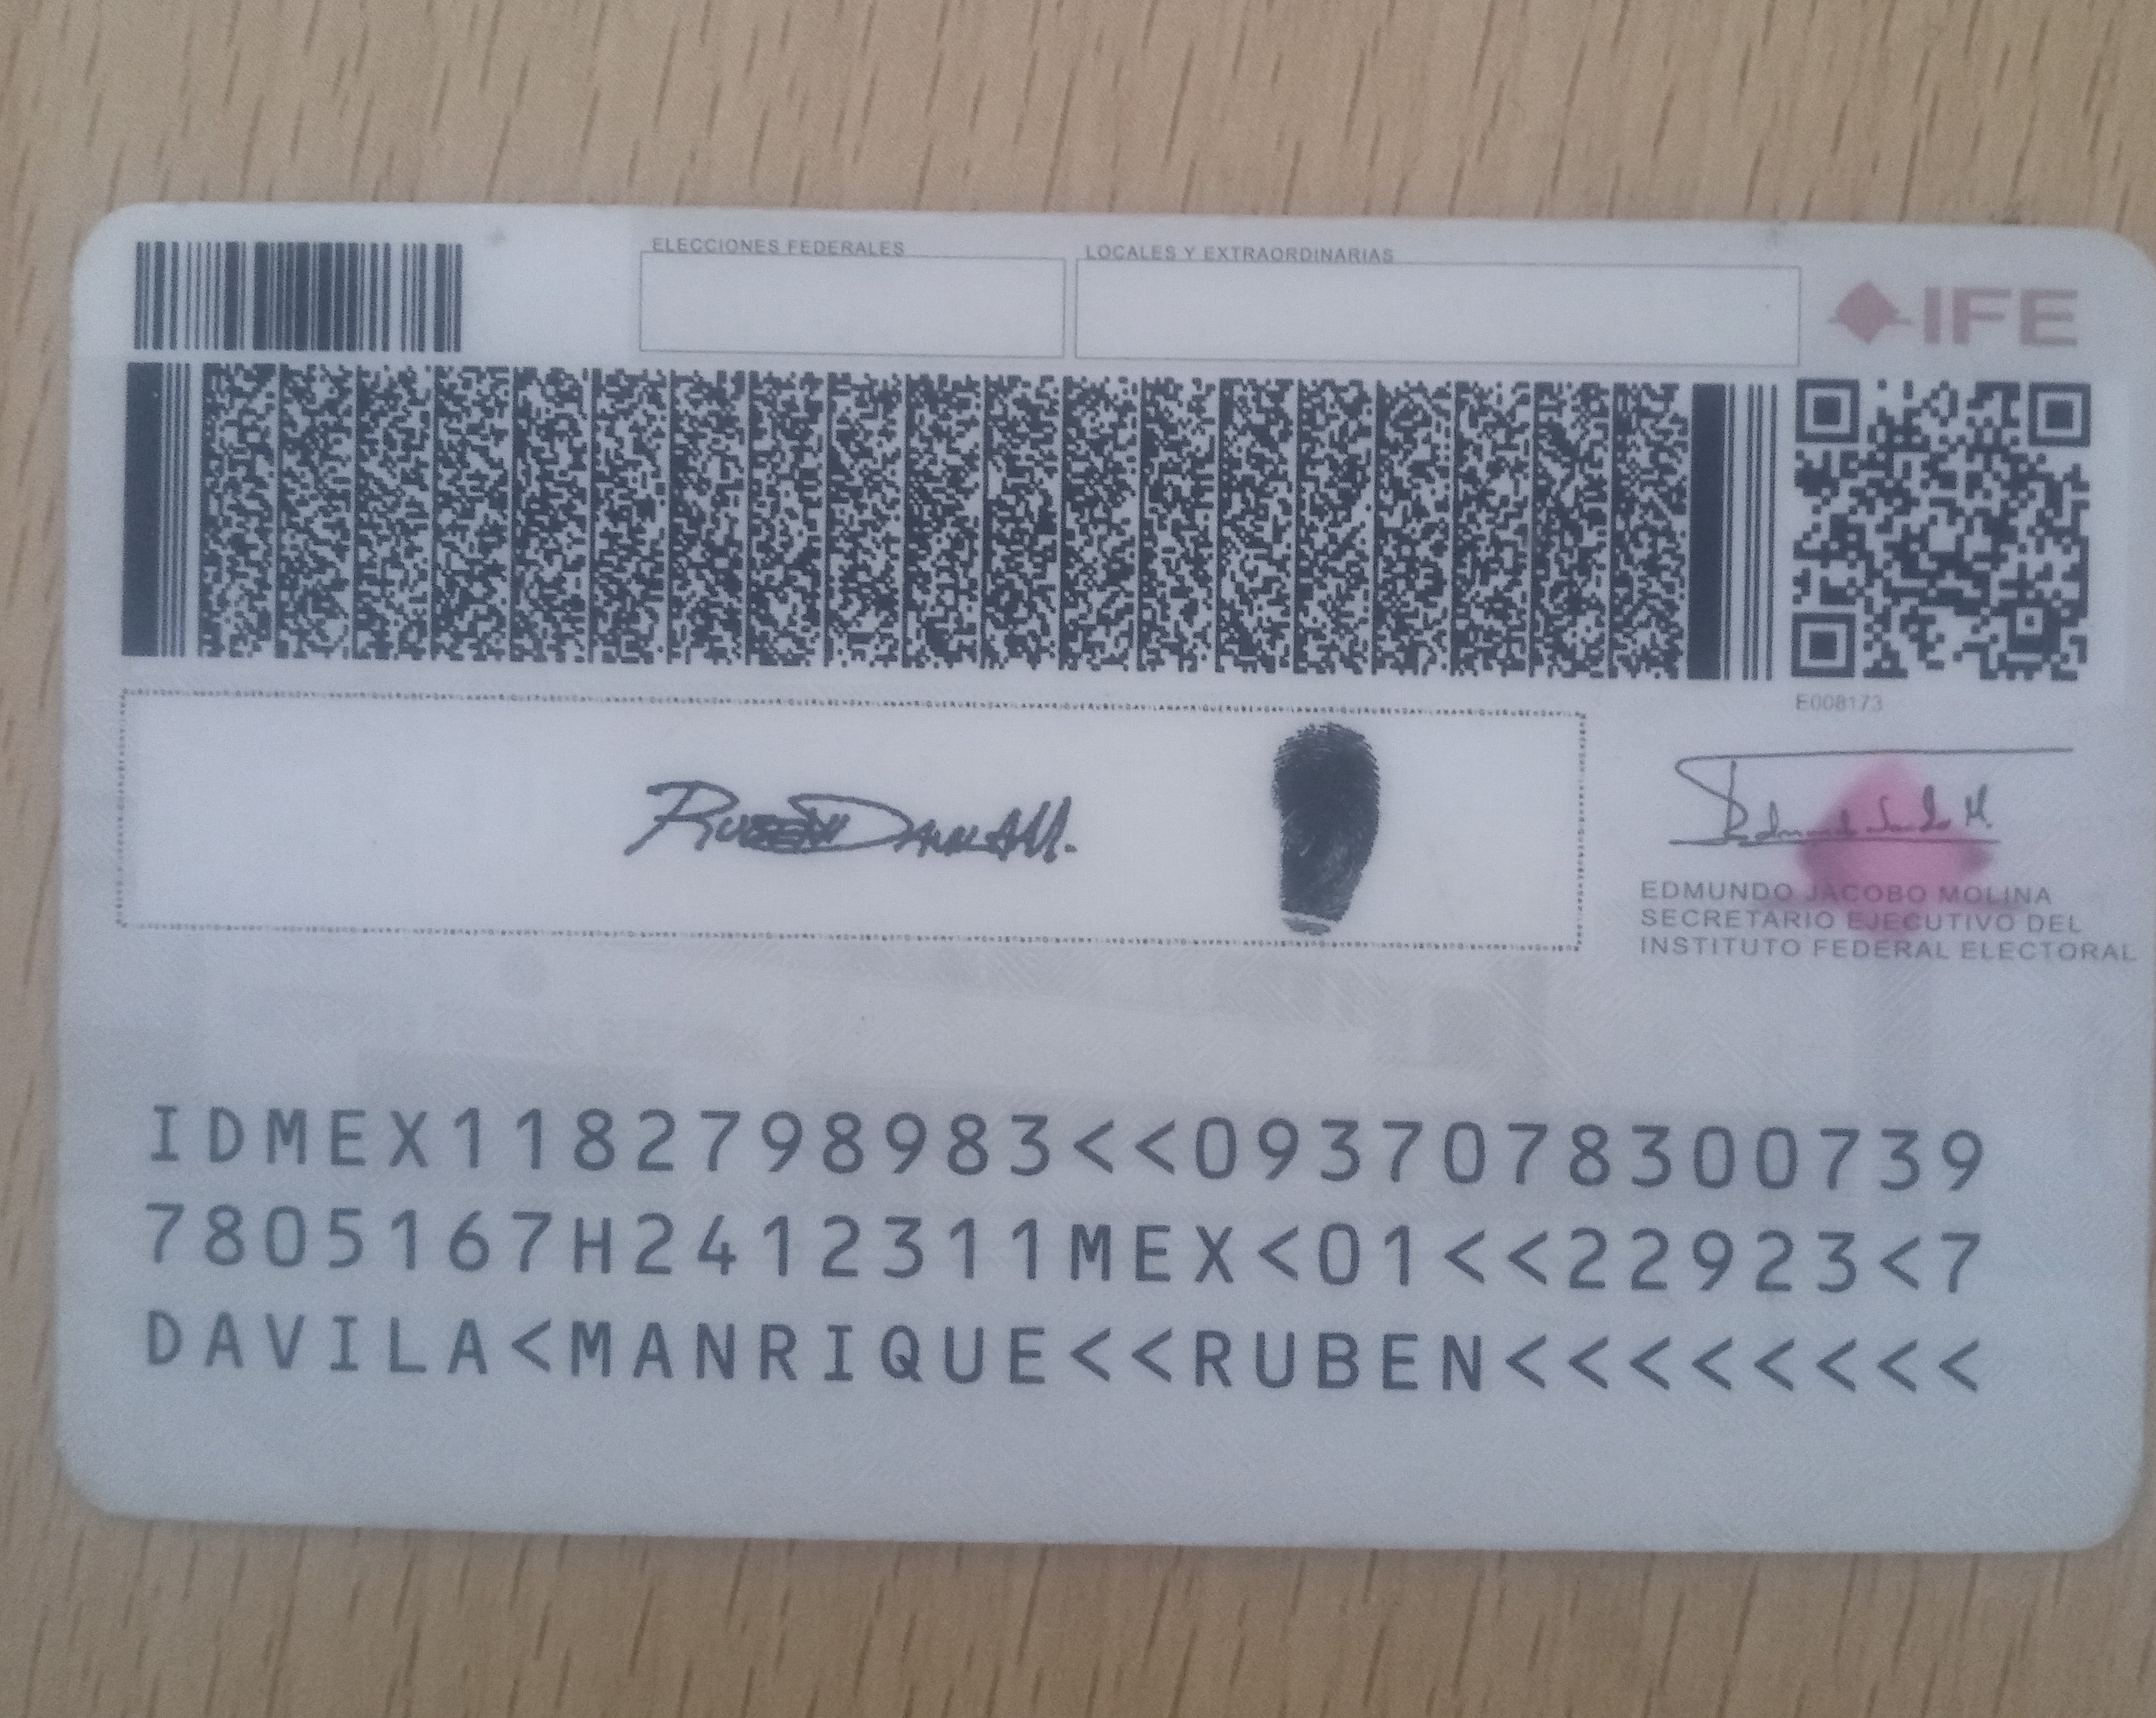 ELECCIONES FEDERALES
LOCALES Y EXTRAORDINARIAS
IFE
E008173
EDMUNDO JACOBO MOLINA
SECRETARIO EJECUTIVO DEL
INSTITUTO FEDERAL ELECTORAL
IDMEX1182798983<<0937078300739
7805167H2412311MEX<01<<22923<7
DAVILA<MANRIQUE<<RUBEN<<<<<<<<